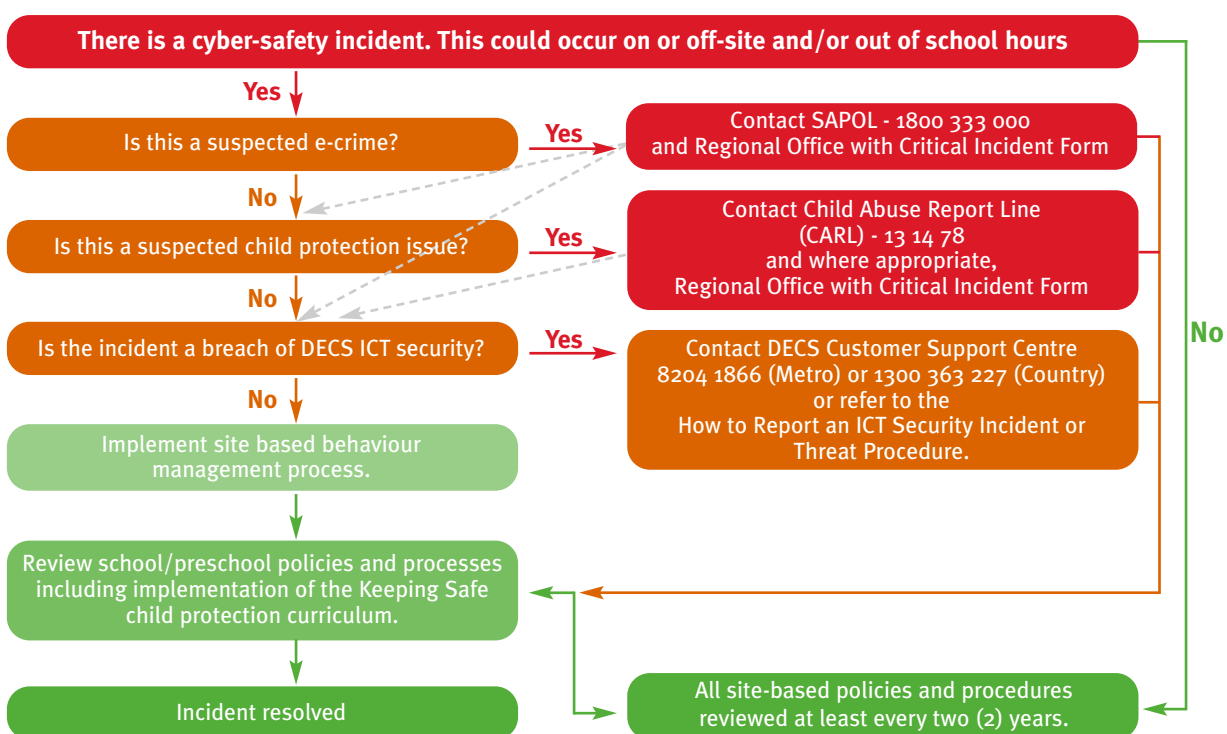 There is a cyber-safety incident. This could occur on or off-site and/or out of school hours
Yes
Is this a suspected e-crime?
Yes
Contact SAPOL - 1800 333 000
and Regional Office with Critical Incident Form
No
Is this a suspected child protection issue?
Yes
Contact Child Abuse Report Line
(CARL) - 13 14 78
and where appropriate,
Regional Office with Critical Incident Form
No
No
Is the incident a breach of DECS ICT security?
Yes
Contact DECS Customer Support Centre
8204 1866 (Metro) or 1300 363 227 (Country)
or refer to the
How to Report an ICT Security Incident or
Threat Procedure.
No
Implement site based behaviour
management process.
Review school/preschool policies and processes
including implementation of the Keeping Safe
child protection curriculum.
Incident resolved
All site-based policies and procedures
reviewed at least every two (2) years.